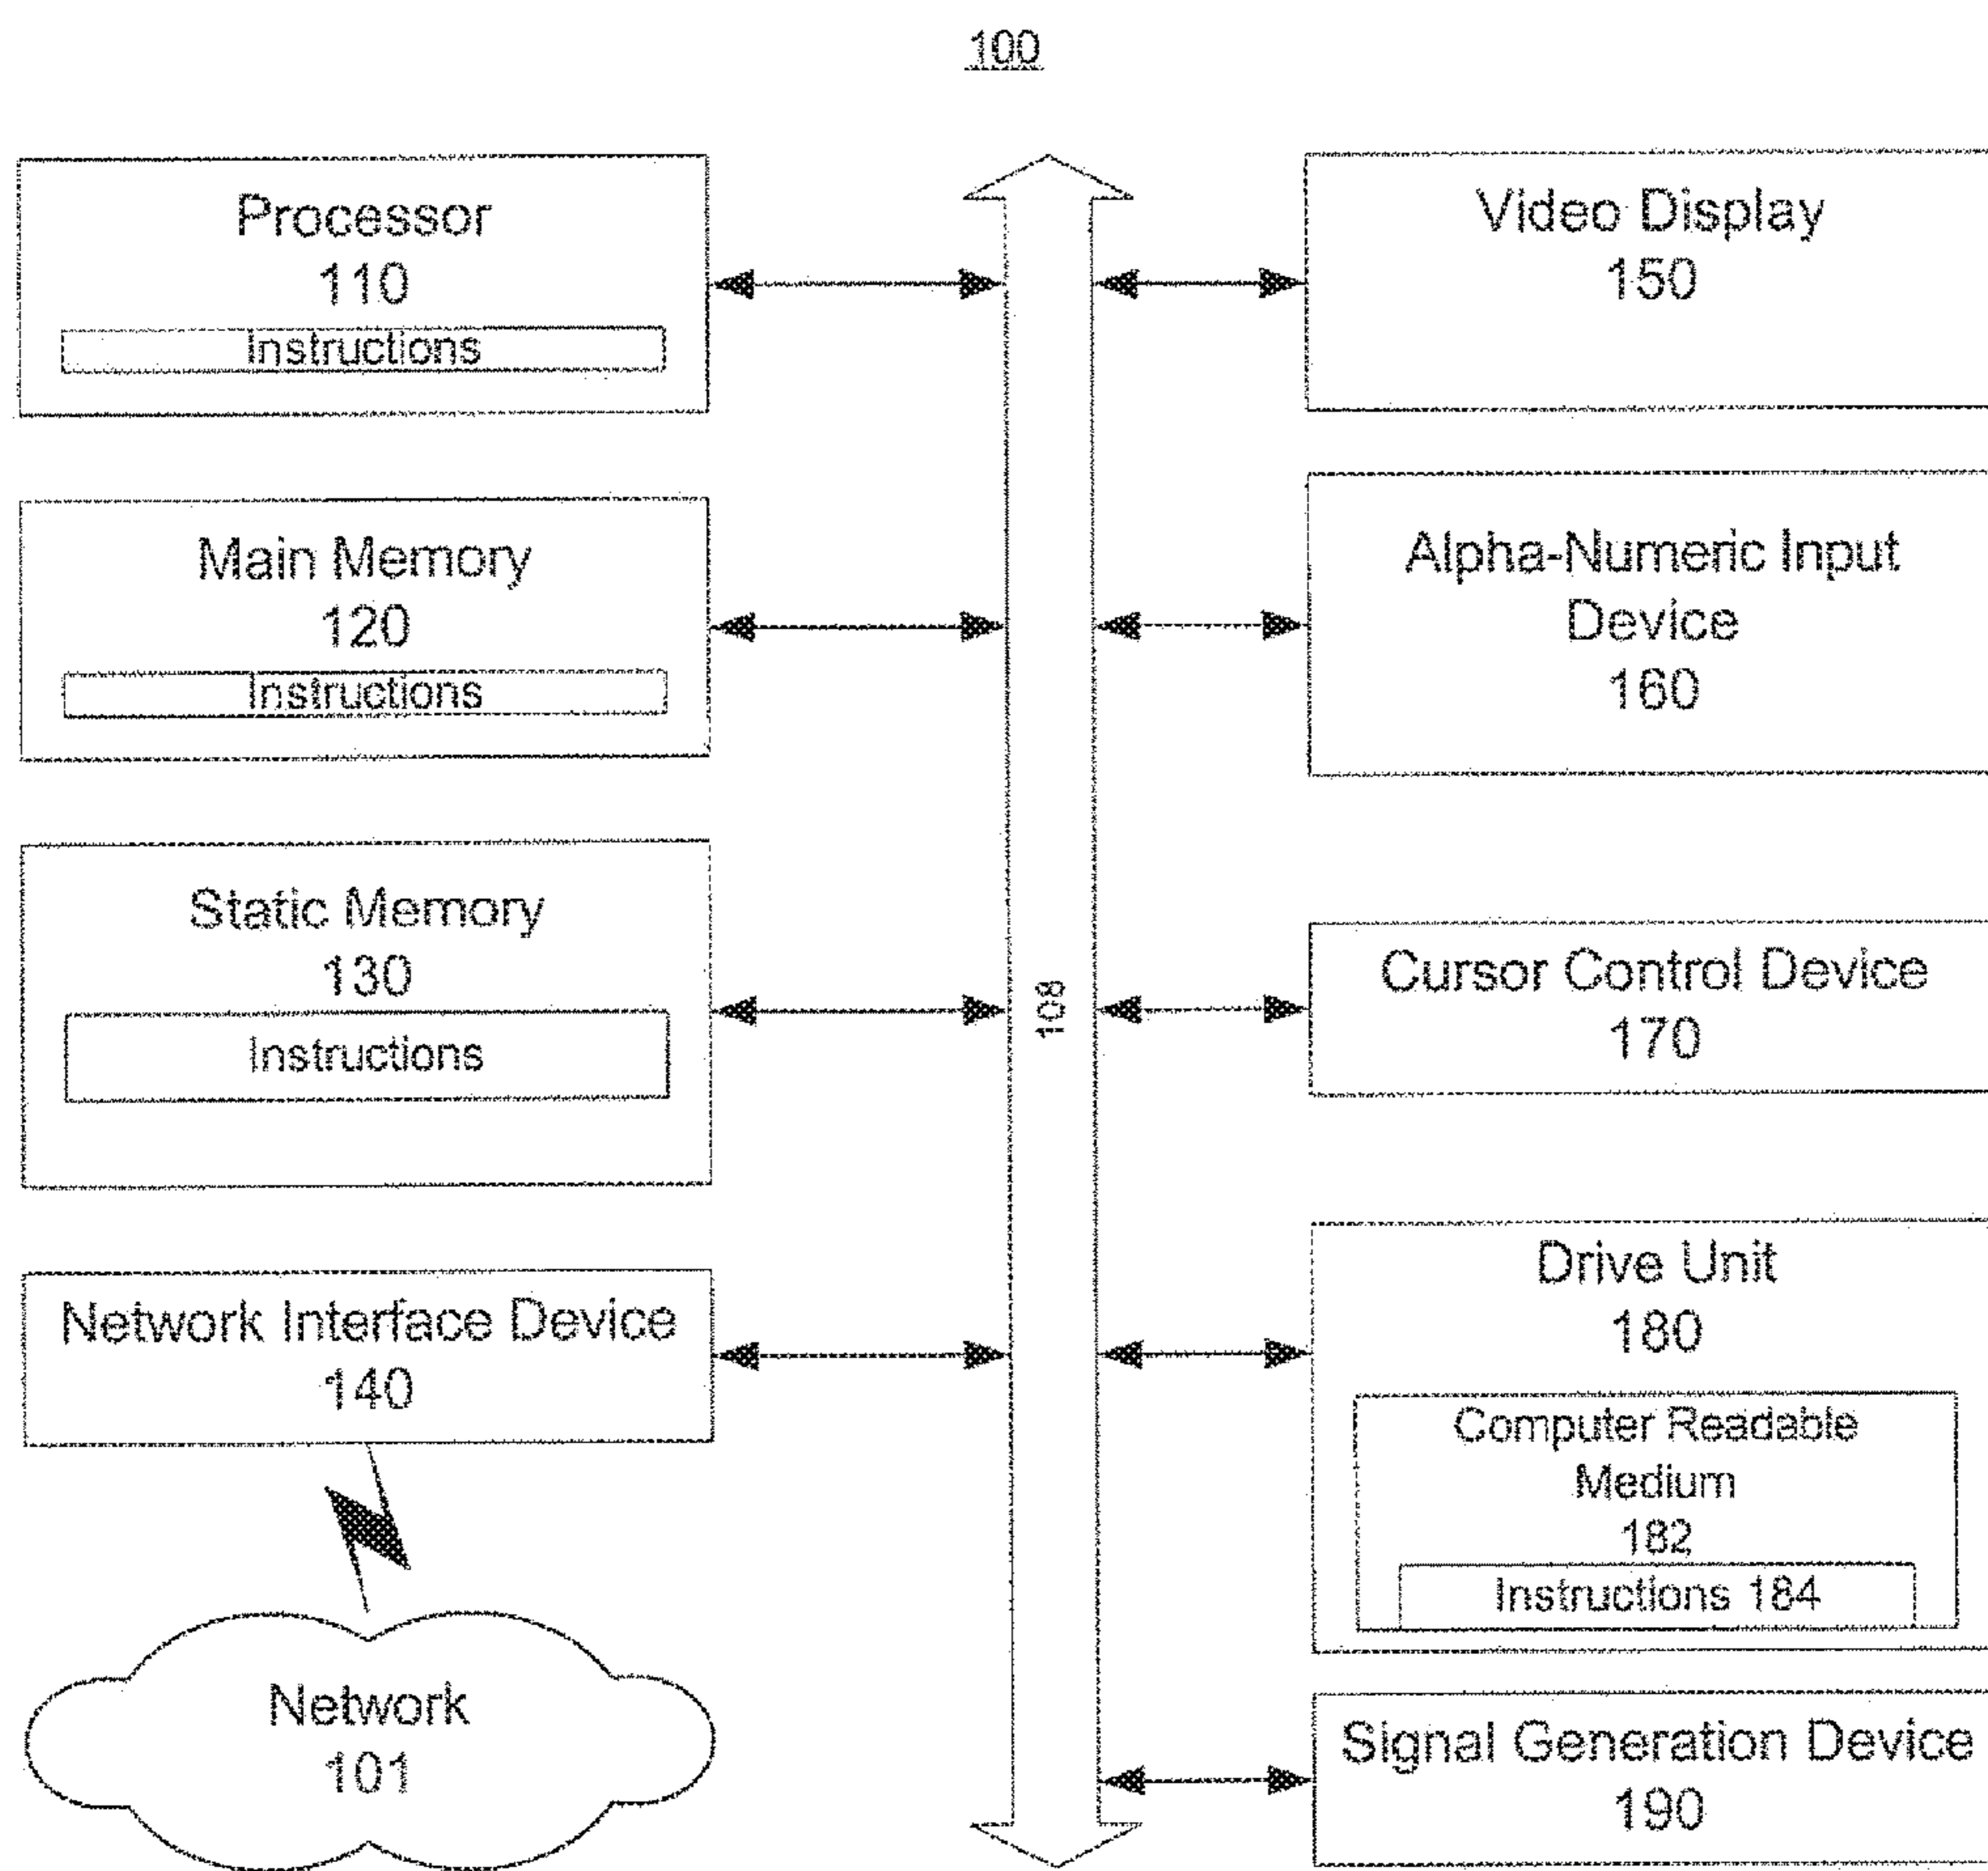 100
Processor
110
Instructions
Main Memory
120
Instructions
Static Memory
130
Instructions
Network Interface Device
140
Network
101
108
Video Display
150
Alpha-Numeric Input
Device
160
Cursor Control Device
170
Drive Unit
180
Computer Readable
Medium
182
Instructions 184
Signal Generation Device
190